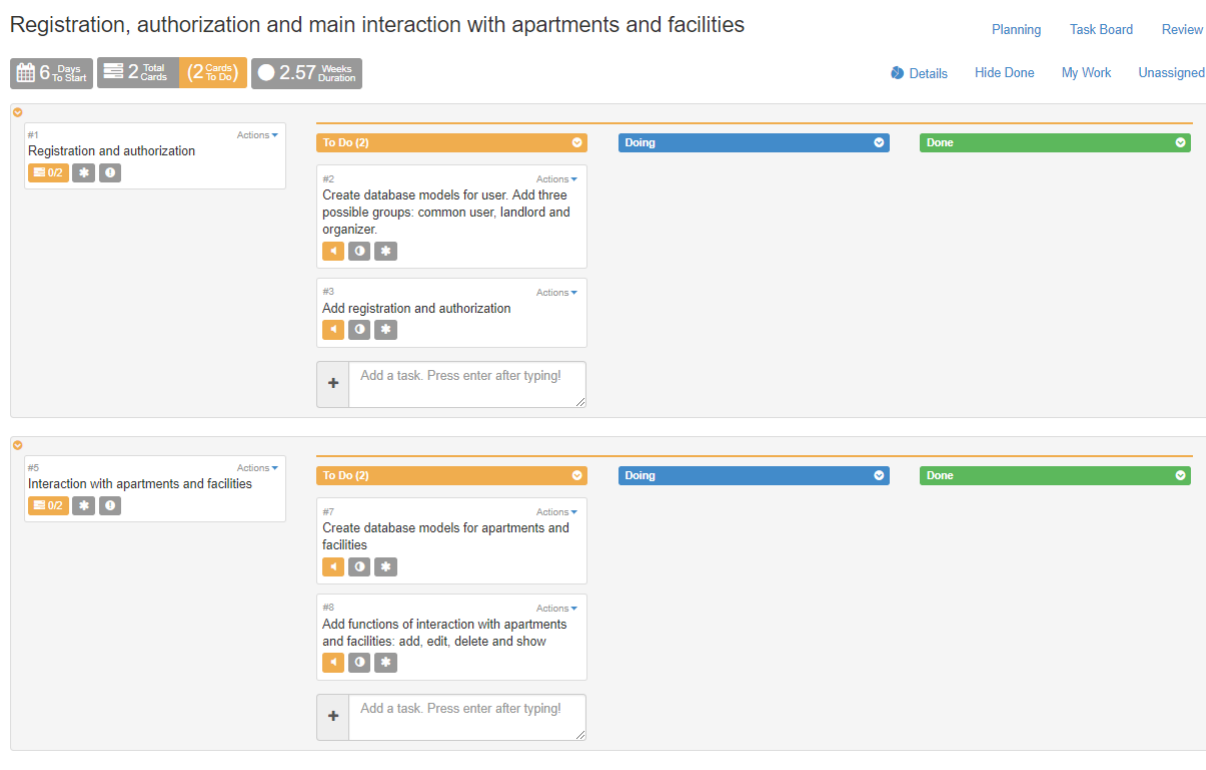 Registration, authorization and main interaction with apartments and facilities
Planning Task Board Review
6 Days To Start 2 Total Cards (2 Cards To Do) 2.57 Weeks Duration
Details Hide Done My Work Unassigned
#1 Actions
Registration and authorization
0/2
To Do (2) Doing Done
#2 Actions
Create database models for user. Add three
possible groups: common user, landlord and
organizer.
#3 Actions
Add registration and authorization
Add a task. Press enter after typing!
#5 Actions
Interaction with apartments and facilities
0/2
To Do (2) Doing Done
#7 Actions
Create database models for apartments and
facilities
#8 Actions
Add functions of interaction with apartments
and facilities: add, edit, delete and show
Add a task. Press enter after typing!